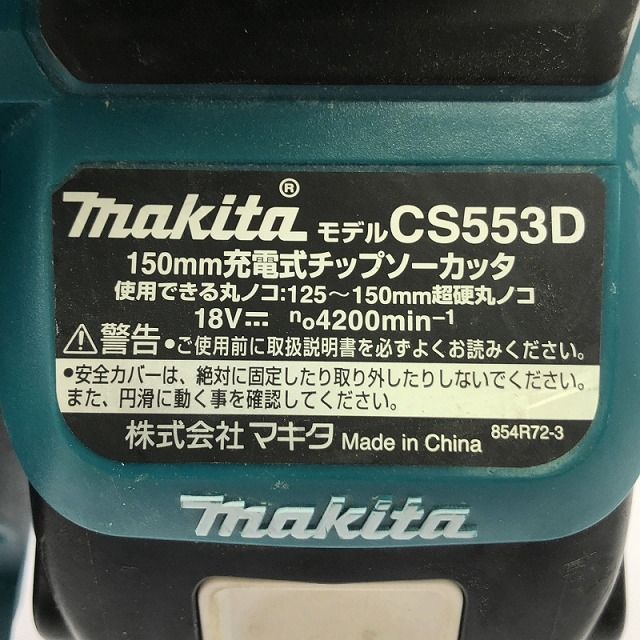 makita® モデル CS553D
150mm充電式チップソーカッタ
使用できる丸ノコ:125～150mm超硬丸ノコ
18V⎓ n₀4200min⁻¹
⚠警告 •ご使用前に取扱説明書を必ずよくお読みください。
•安全カバーは、絶対に固定したり取り外したりしないでください。
また、円滑に動く事を確認してください。
株式会社 マキタ Made in China 854R72-3
makita